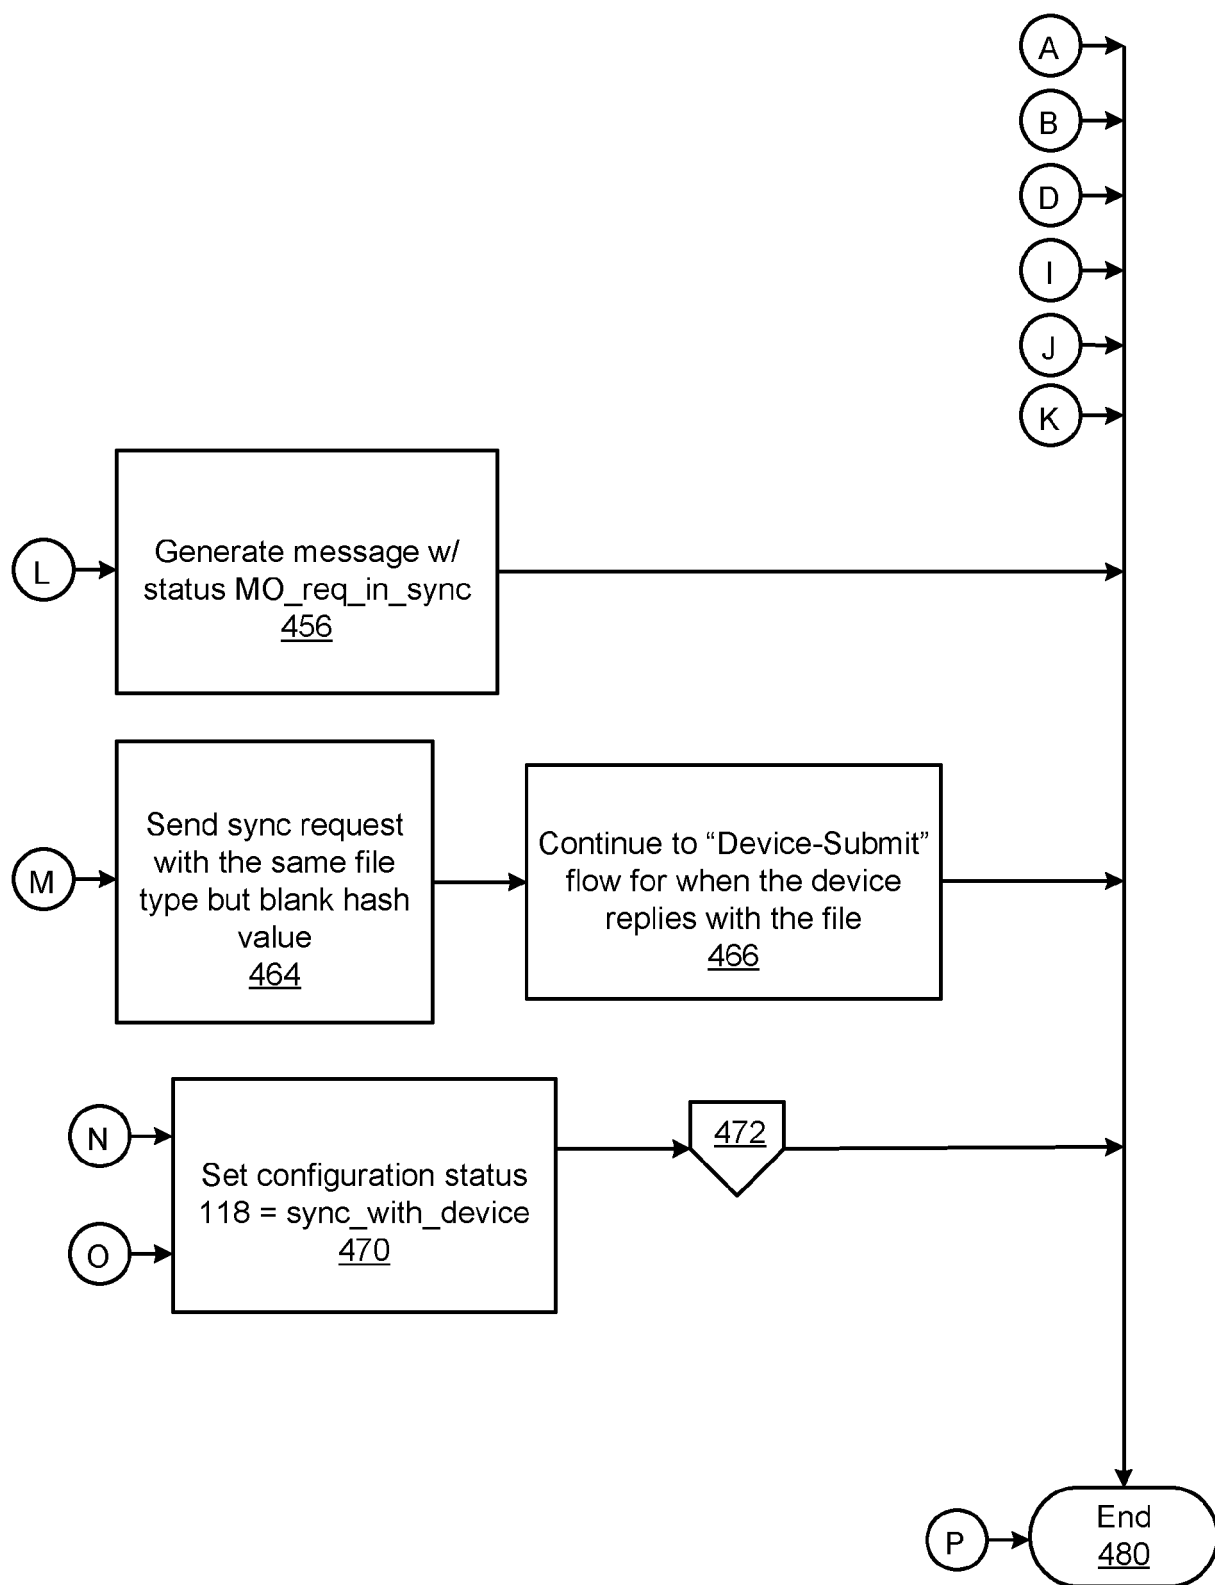 A
B
D
I
J
K
L
Generate message w/
status MO_req_in_sync
456
M
Send sync request
with the same file
type but blank hash
value
464
Continue to “Device-Submit”
flow for when the device
replies with the file
466
N
O
Set configuration status
118 = sync_with_device
470
472
P
End
480